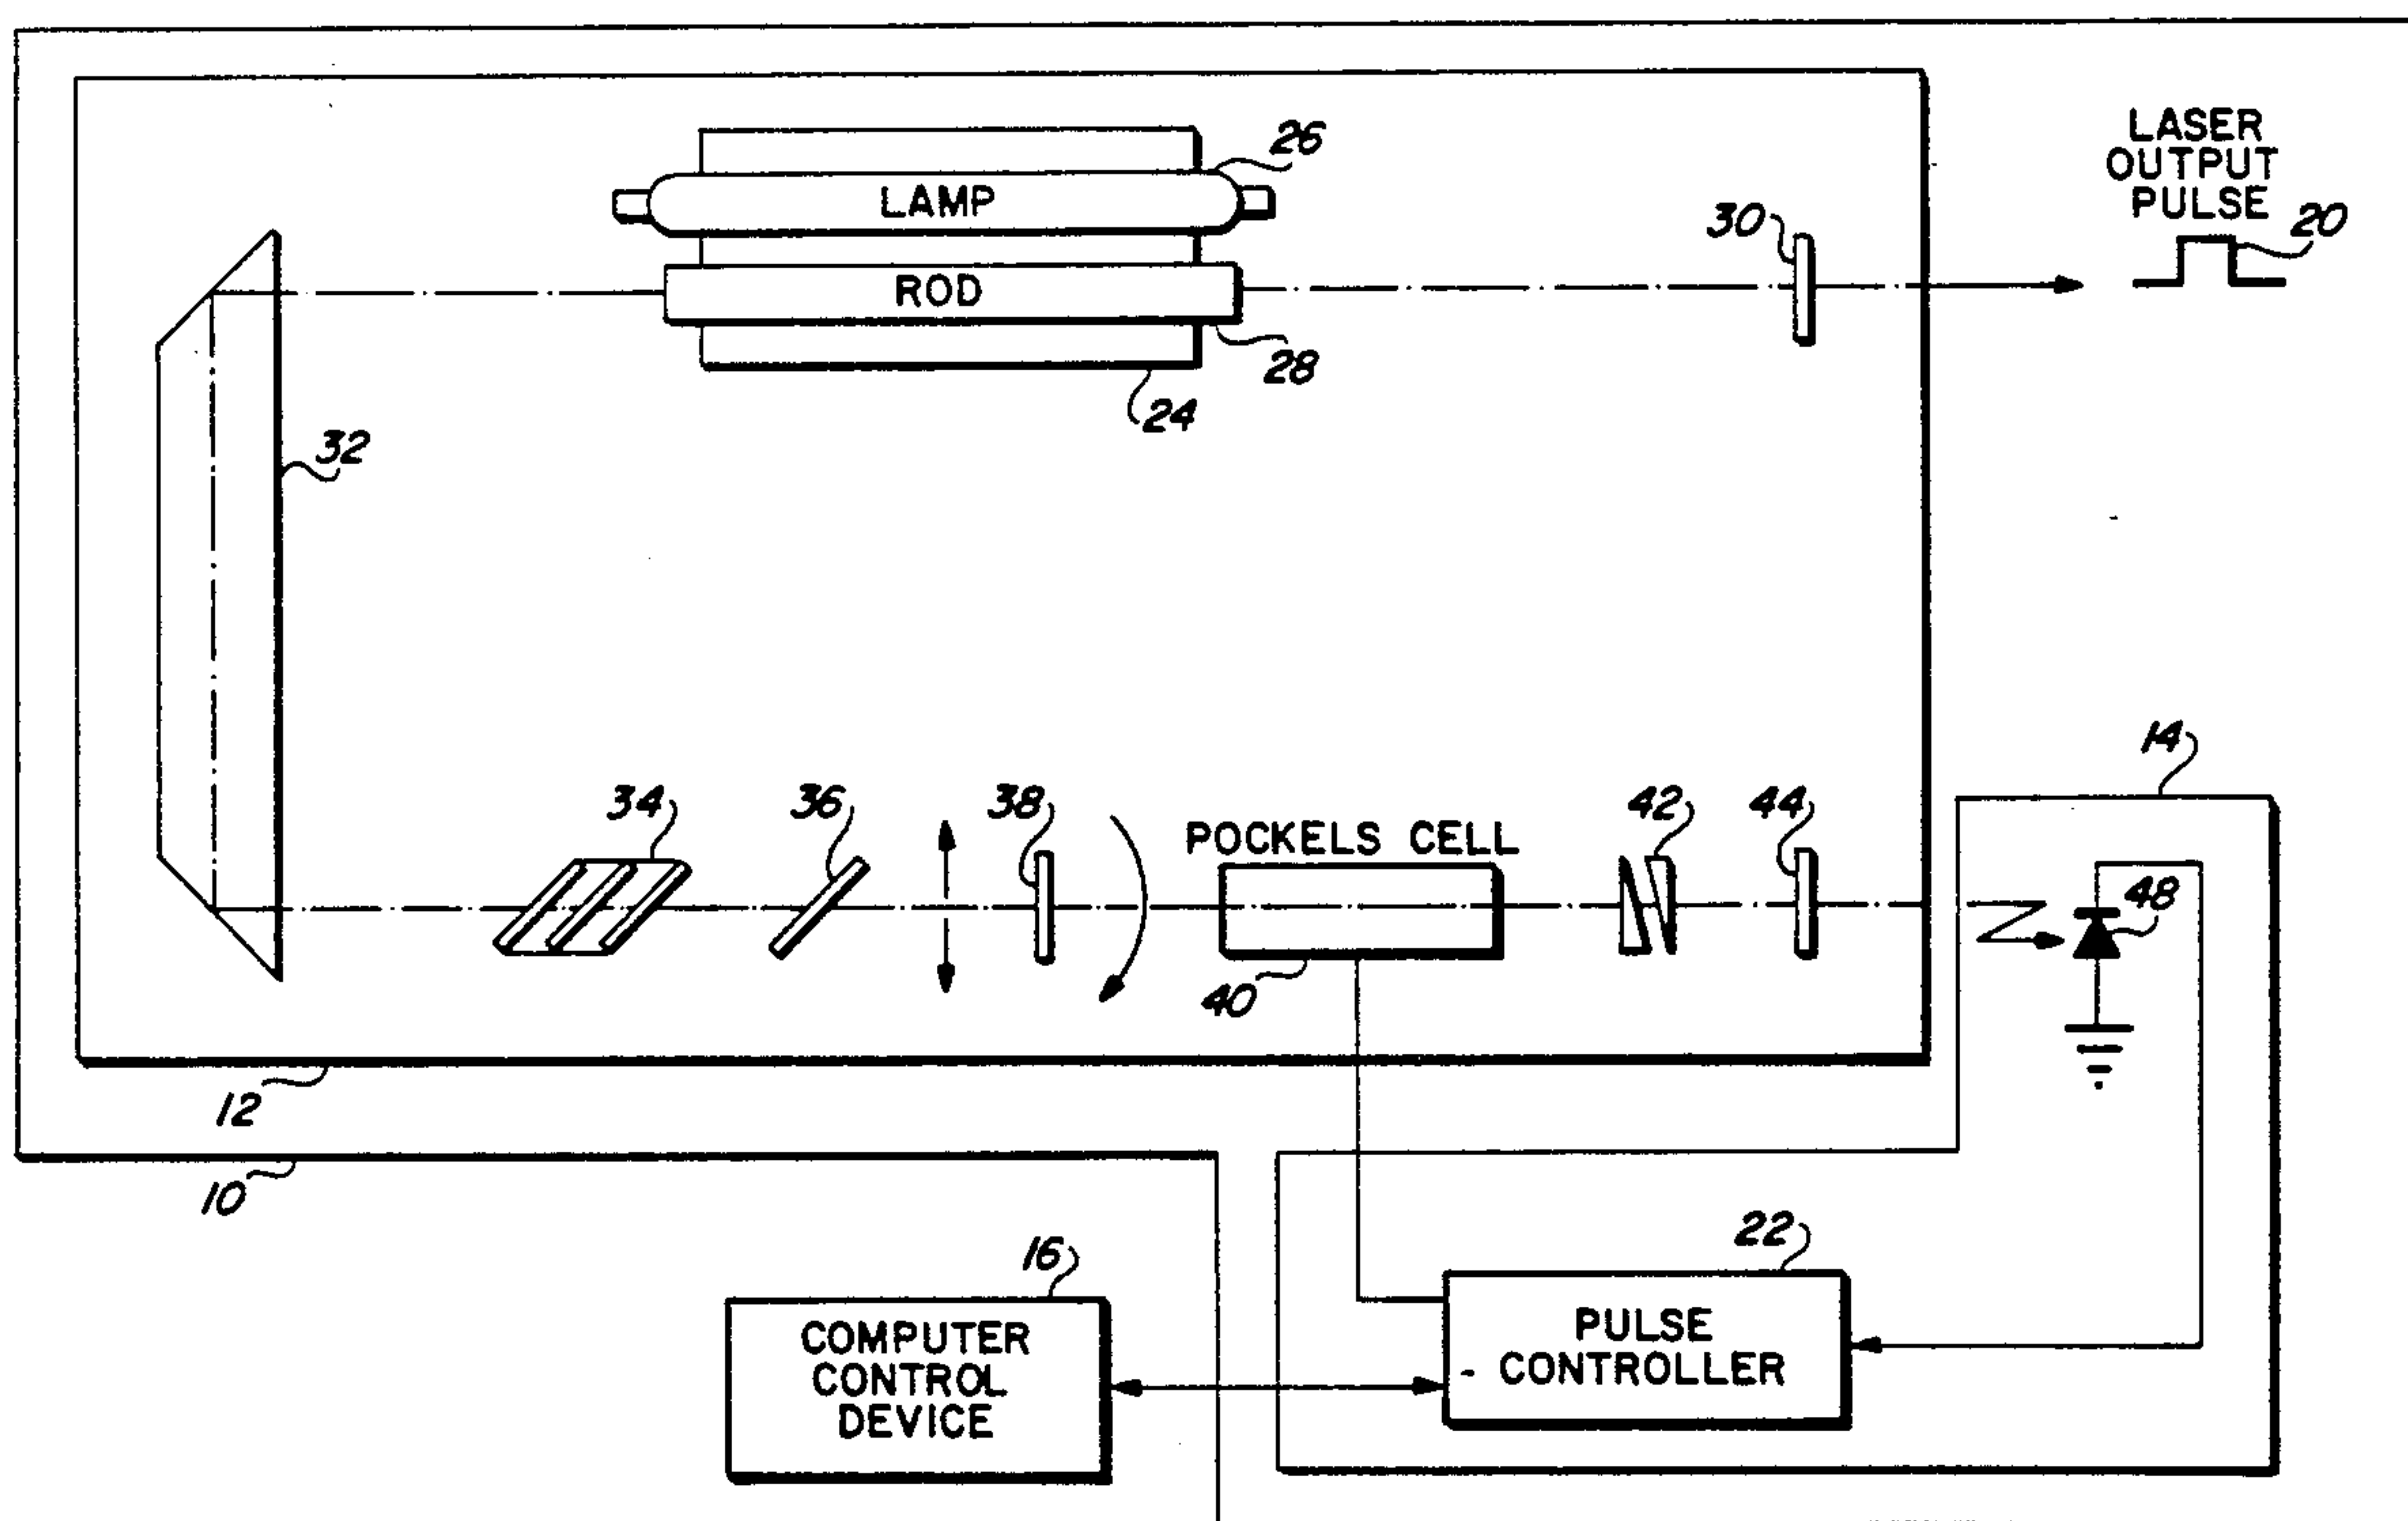 LASER
OUTPUT
PULSE
20
26
LAMP
30
ROD
28
24
32
14
34
36
38
POCKELS CELL
42
44
48
40
12
10
22
16
PULSE
CONTROLLER
COMPUTER
CONTROL
DEVICE